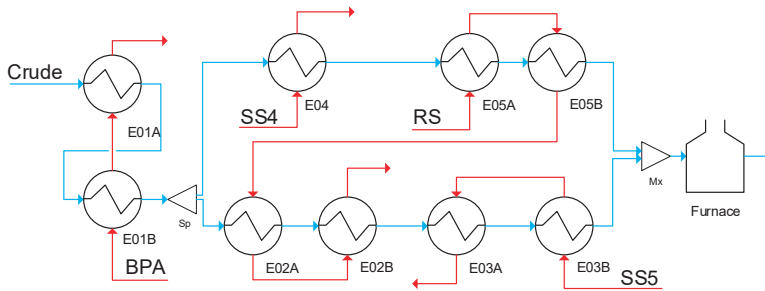 Crude
E01A
E01B
BPA
Sp
E04
SS4
E05A
RS
E05B
E02A
E02B
E03A
E03B
SS5
Mx
Furnace